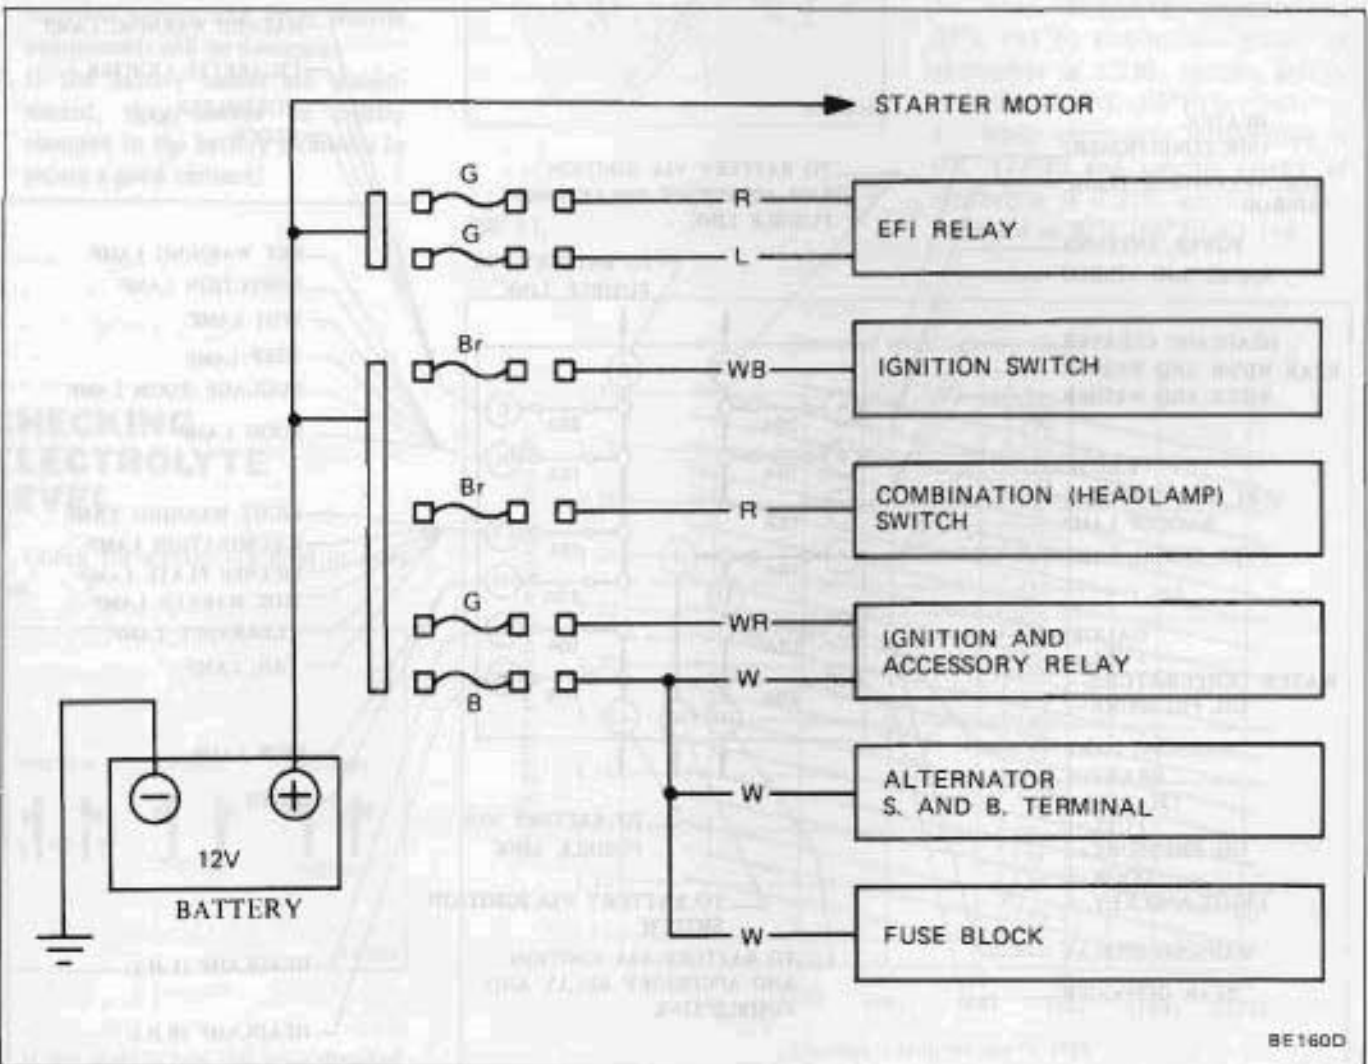 STARTER MOTOR
G
R
G
L
EFI RELAY
Br
WB
IGNITION SWITCH
Br
R
COMBINATION (HEADLAMP)
SWITCH
G
WR
B
W
IGNITION AND
ACCESSORY RELAY
W
ALTERNATOR
S. AND B. TERMINAL
W
FUSE BLOCK
−
+
12V
BATTERY
BE160D